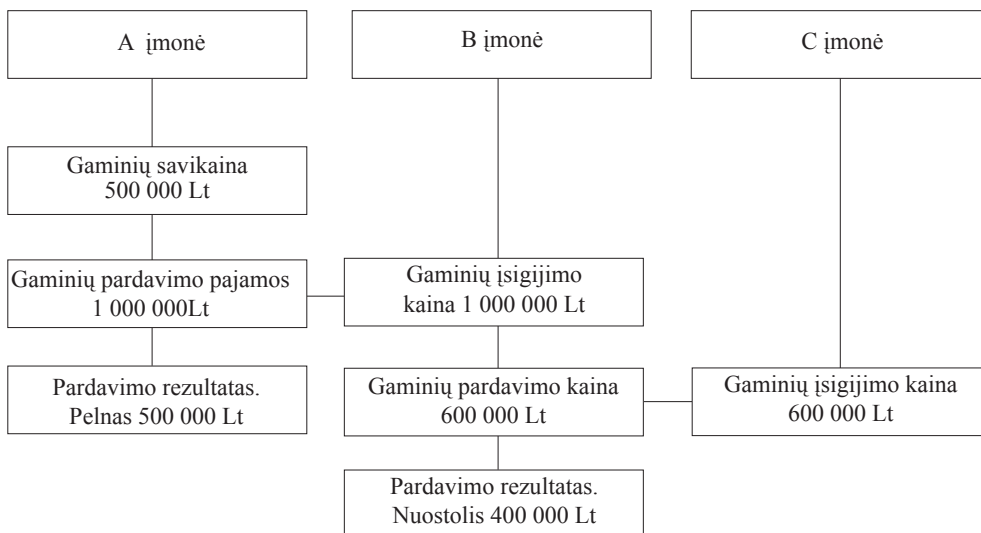 A įmonė
B įmonė
C įmonė
Gaminių savikaina
500 000 Lt
Gaminių pardavimo pajamos
1 000 000Lt
Gaminių įsigijimo
kaina 1 000 000 Lt
Pardavimo rezultatas.
Pelnas 500 000 Lt
Gaminių pardavimo kaina
600 000 Lt
Gaminių įsigijimo kaina
600 000 Lt
Pardavimo rezultatas.
Nuostolis 400 000 Lt